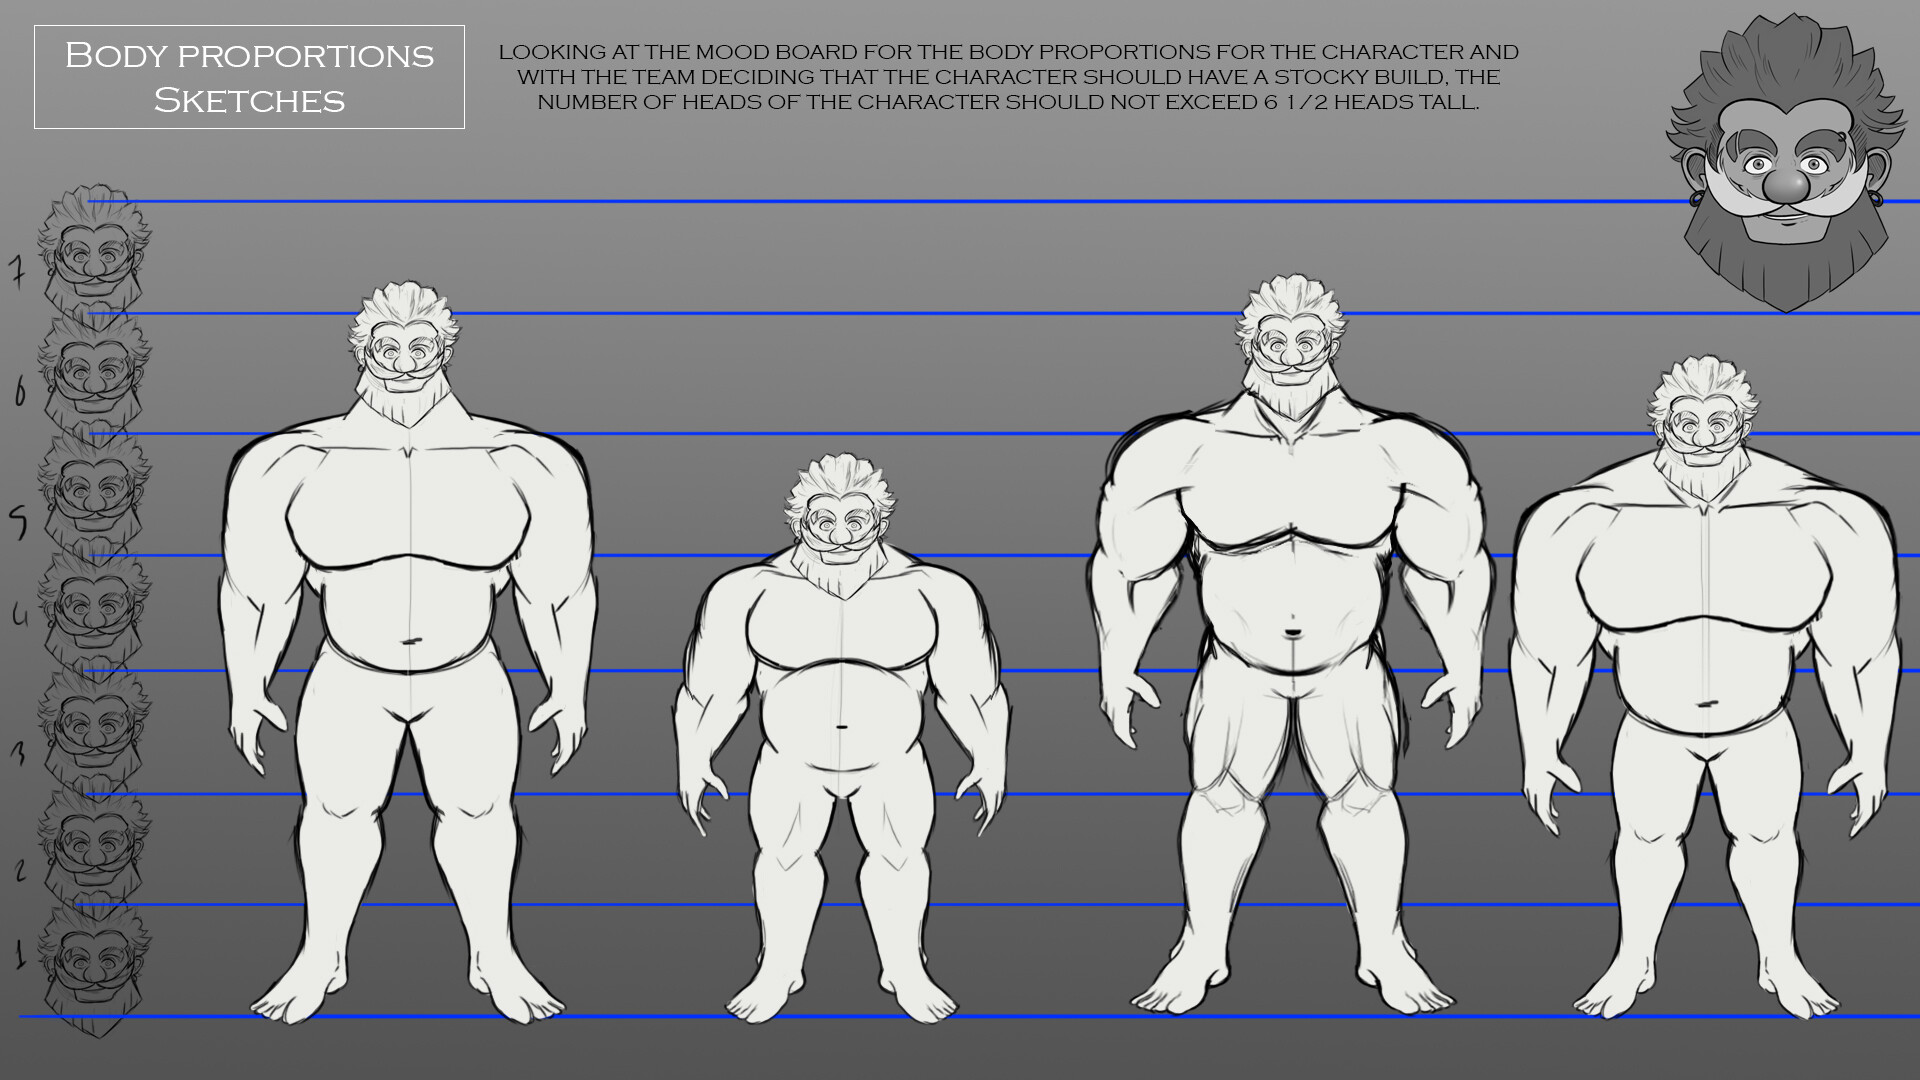 BODY PROPORTIONS
SKETCHES
LOOKING AT THE MOOD BOARD FOR THE BODY PROPORTIONS FOR THE CHARACTER AND
WITH THE TEAM DECIDING THAT THE CHARACTER SHOULD HAVE A STOCKY BUILD, THE
NUMBER OF HEADS OF THE CHARACTER SHOULD NOT EXCEED 6 1/2 HEADS TALL.
7
6
5
4
3
2
1